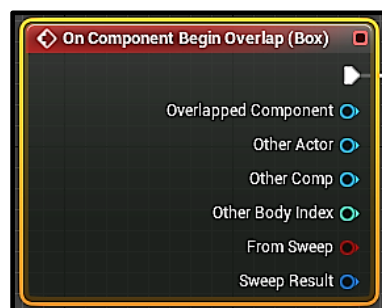 On Component Begin Overlap (Box)
Overlapped Component
Other Actor
Other Comp
Other Body Index
From Sweep
Sweep Result